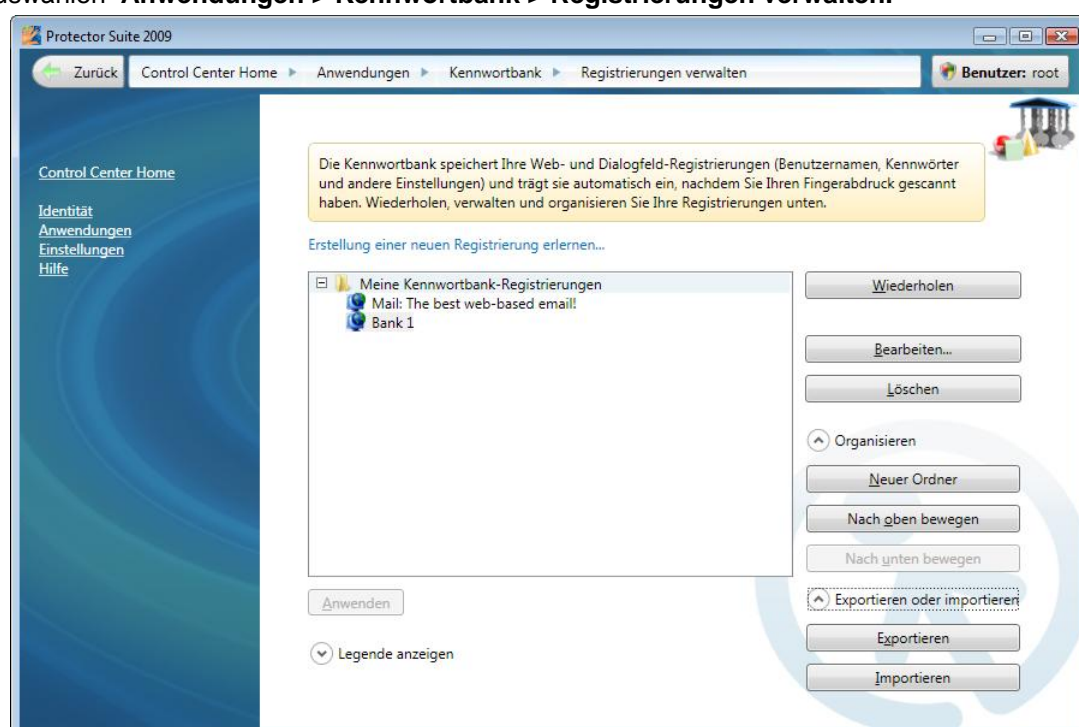 Anwendungen > Kennwortbank > Registrierungen verwalten.
Protector Suite 2009
Zurück Control Center Home Anwendungen Kennwortbank Registrierungen verwalten Benutzer: root
Die Kennwortbank speichert Ihre Web- und Dialogfeld-Registrierungen (Benutzernamen, Kennwörter
und andere Einstellungen) und trägt sie automatisch ein, nachdem Sie Ihren Fingerabdruck gescannt
haben. Wiederholen, verwalten und organisieren Sie Ihre Registrierungen unten.
Control Center Home
Identität
Anwendungen
Einstellungen
Hilfe
Erstellung einer neuen Registrierung erlernen...
Meine Kennwortbank-Registrierungen
Mail: The best web-based email!
Bank 1
Wiederholen
Bearbeiten...
Löschen
Organisieren
Neuer Ordner
Nach oben bewegen
Nach unten bewegen
Exportieren oder importieren
Exportieren
Importieren
Anwenden
Legende anzeigen